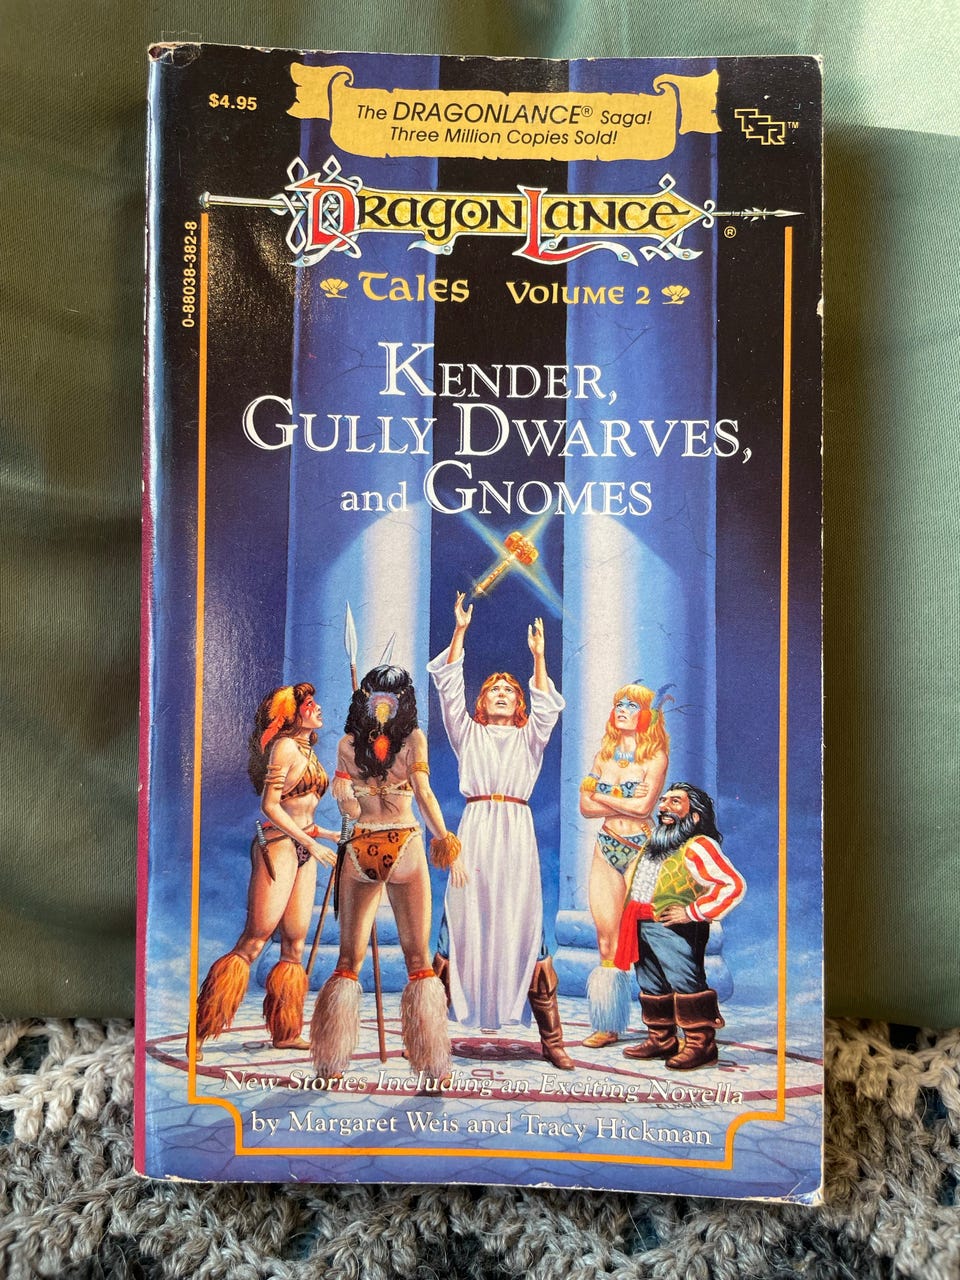 $4.95
The DRAGONLANCE® Saga!
Three Million Copies Sold!
TSR™
DRAGONLANCE®
Tales Volume 2
0-88038-382-8
KENDER,
GULLY DWARVES,
and GNOMES
New Stories Including an Exciting Novella
ELMORE
by Margaret Weis and Tracy Hickman